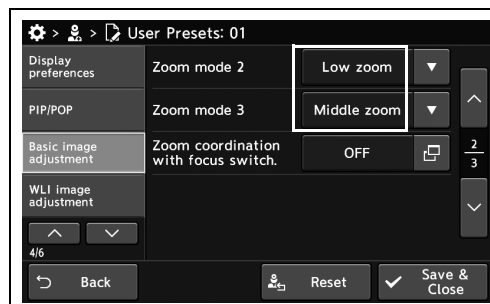 > > User Presets: 01
Display
preferences
Zoom mode 2
Low zoom
PIP/POP
Zoom mode 3
Middle zoom
Basic image
adjustment
Zoom coordination
with focus switch.
OFF
2
3
WLI image
adjustment
4/6
Back
Reset
Save &
Close